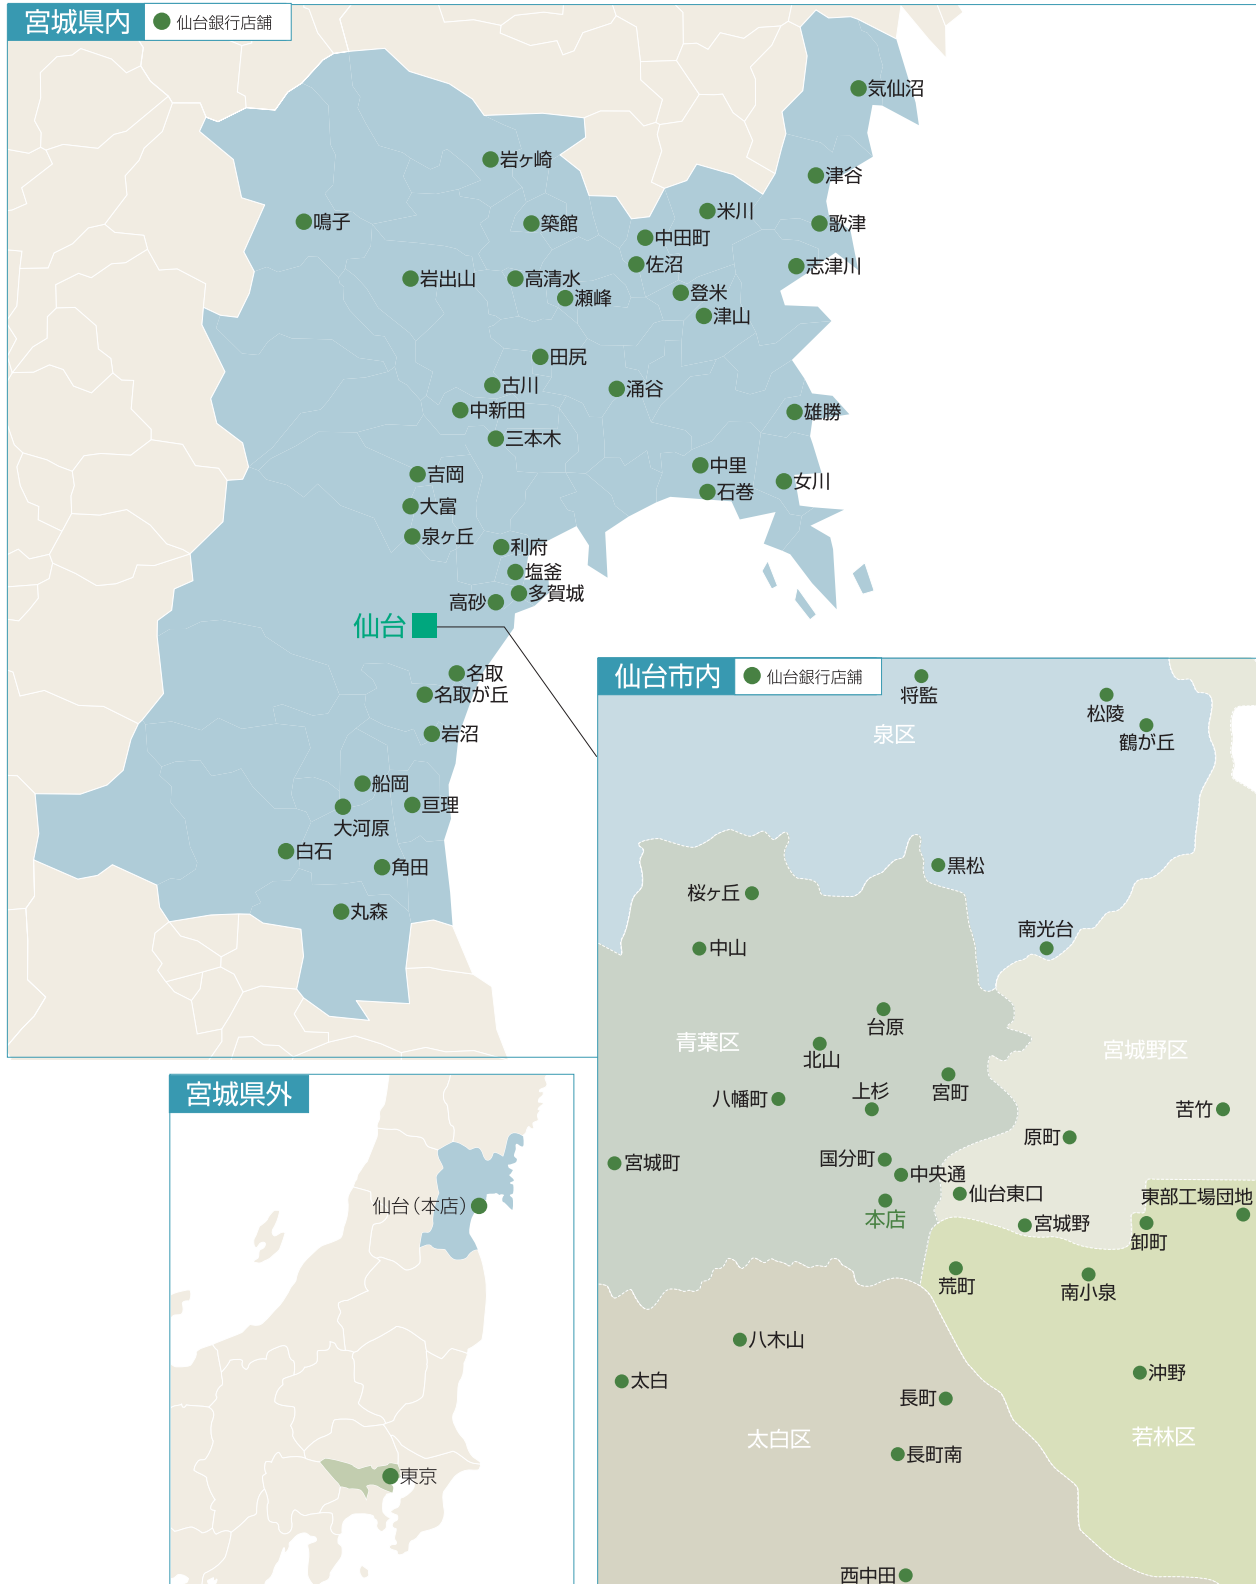 宮城県内
仙台銀行店舗
気仙沼
岩ヶ崎
津谷
米川
鳴子
築館
歌津
中田町
佐沼
志津川
岩出山
高清水
登米
瀬峰
津山
田尻
古川
涌谷
中新田
雄勝
三本木
中里
吉岡
女川
石巻
大富
泉ヶ丘
利府
塩釜
多賀城
高砂
仙台
名取
名取が丘
岩沼
船岡
亘理
大河原
白石
角田
丸森
仙台市内
仙台銀行店舗
将監
松陵
泉区
鶴が丘
黒松
桜ヶ丘
南光台
中山
台原
青葉区
宮城野区
北山
宮町
上杉
八幡町
苦竹
原町
国分町
宮城町
中央通
仙台東口
東部工場団地
本店
宮城野
卸町
荒町
南小泉
八木山
沖野
太白
長町
太白区
若林区
長町南
西中田
宮城県外
仙台（本店）
東京